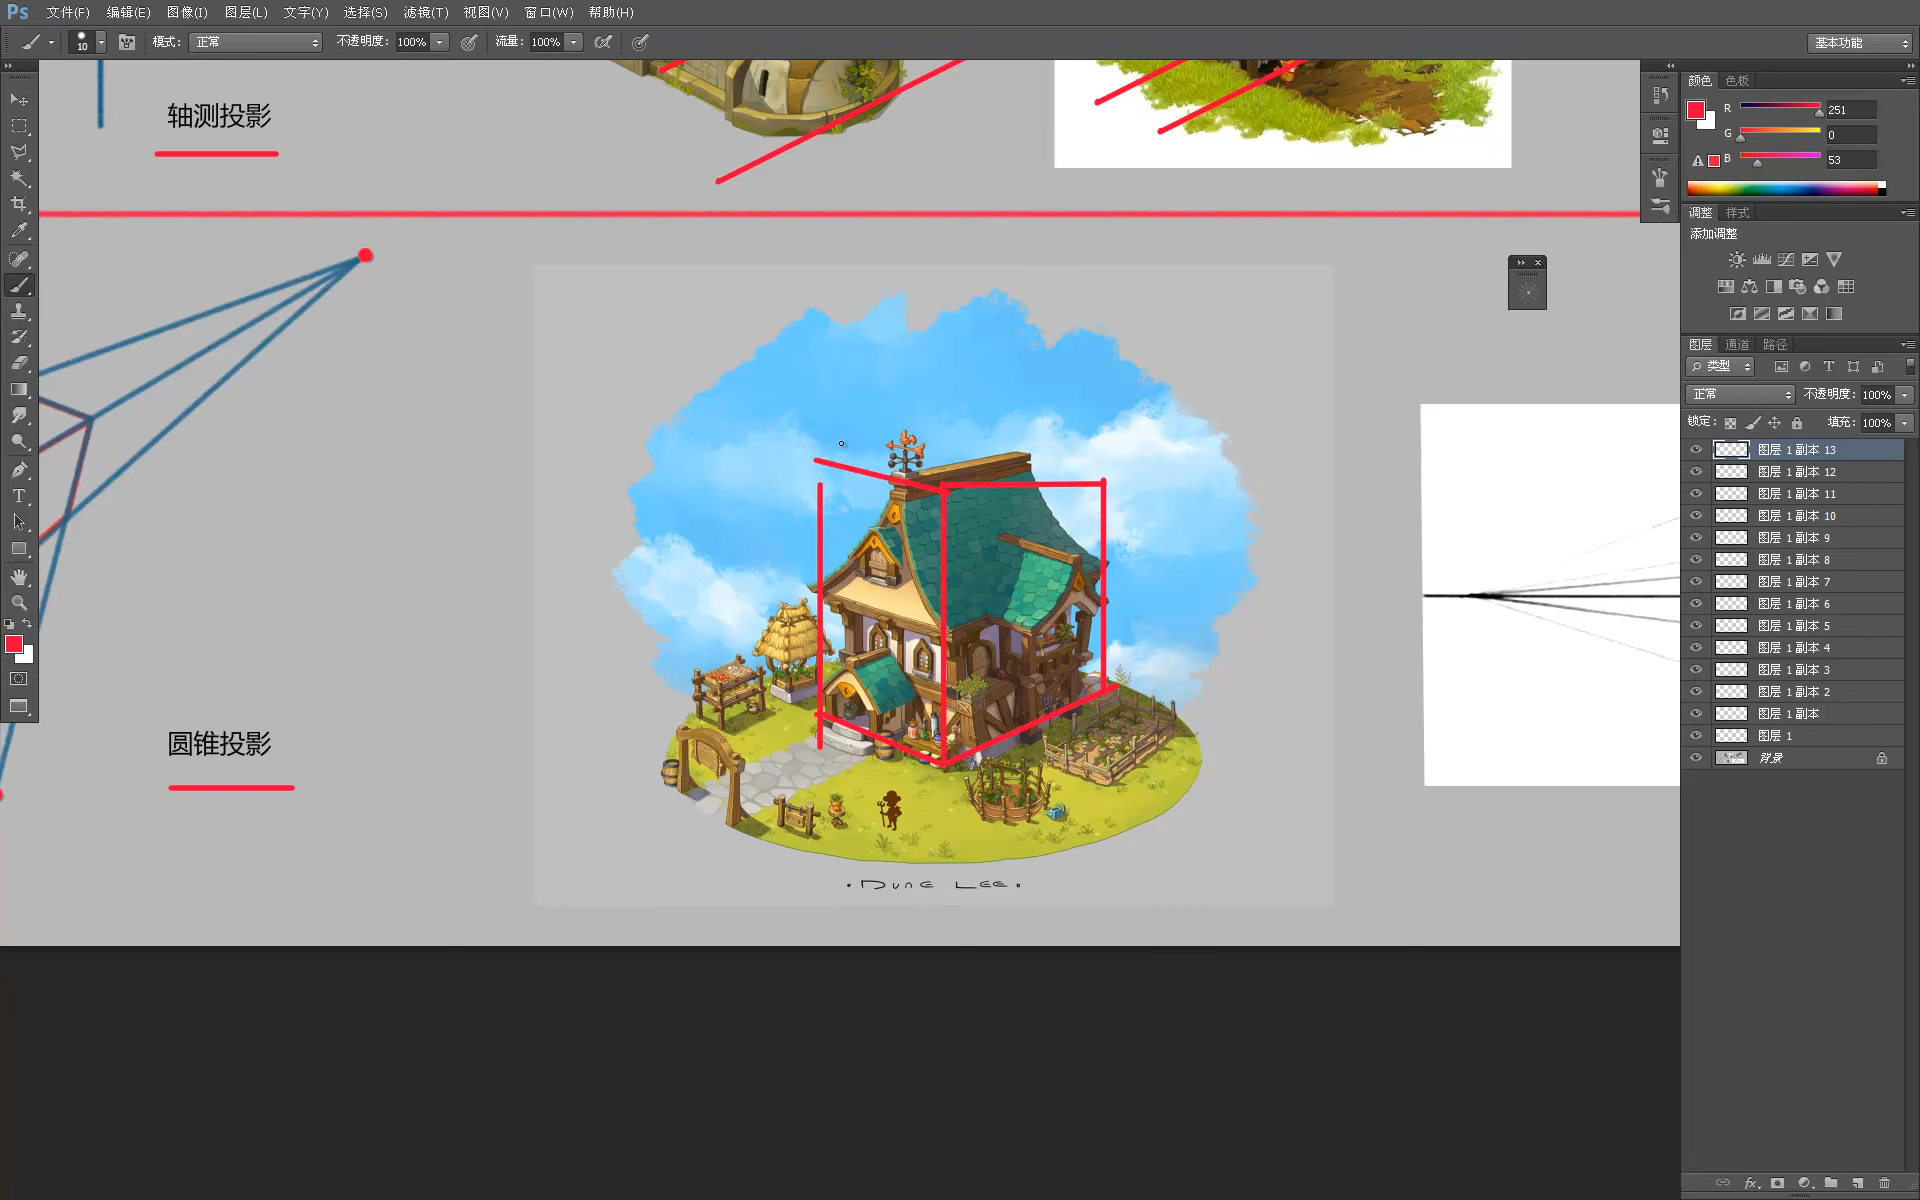 Ps 文件(F) 编辑(E) 图像(I) 图层(L) 文字(Y) 选择(S) 滤镜(T) 视图(V) 窗口(W) 帮助(H)
10 模式: 正常 不透明度: 100% 流量: 100% 基本功能
颜色 色板
R 251
G 0
B 53
调整 样式
添加调整
图层 通道 路径
类型
正常 不透明度: 100%
锁定: 填充: 100%
图层 1 副本 13
图层 1 副本 12
图层 1 副本 11
图层 1 副本 10
图层 1 副本 9
图层 1 副本 8
图层 1 副本 7
图层 1 副本 6
图层 1 副本 5
图层 1 副本 4
图层 1 副本 3
图层 1 副本 2
图层 1 副本
图层 1
背景
轴测投影
圆锥投影
· DUNE LEE ·